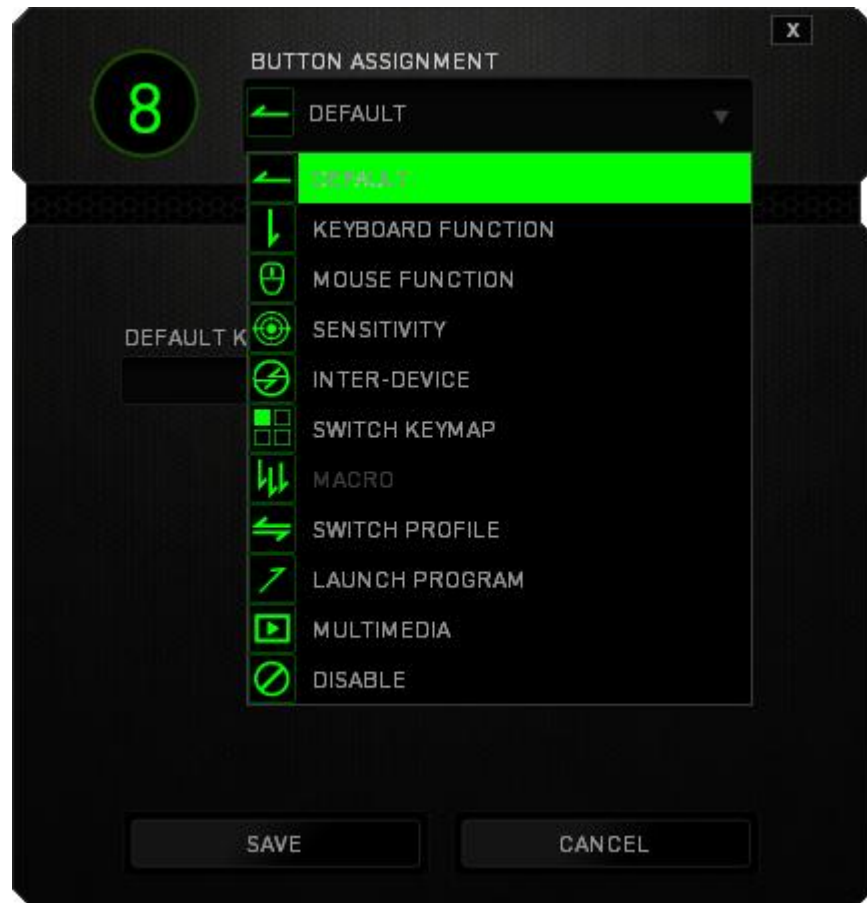 X
BUTTON ASSIGNMENT
8
DEFAULT
DEFAULT
KEYBOARD FUNCTION
MOUSE FUNCTION
DEFAULT K
SENSITIVITY
INTER-DEVICE
SWITCH KEYMAP
MACRO
SWITCH PROFILE
LAUNCH PROGRAM
MULTIMEDIA
DISABLE
SAVE
CANCEL